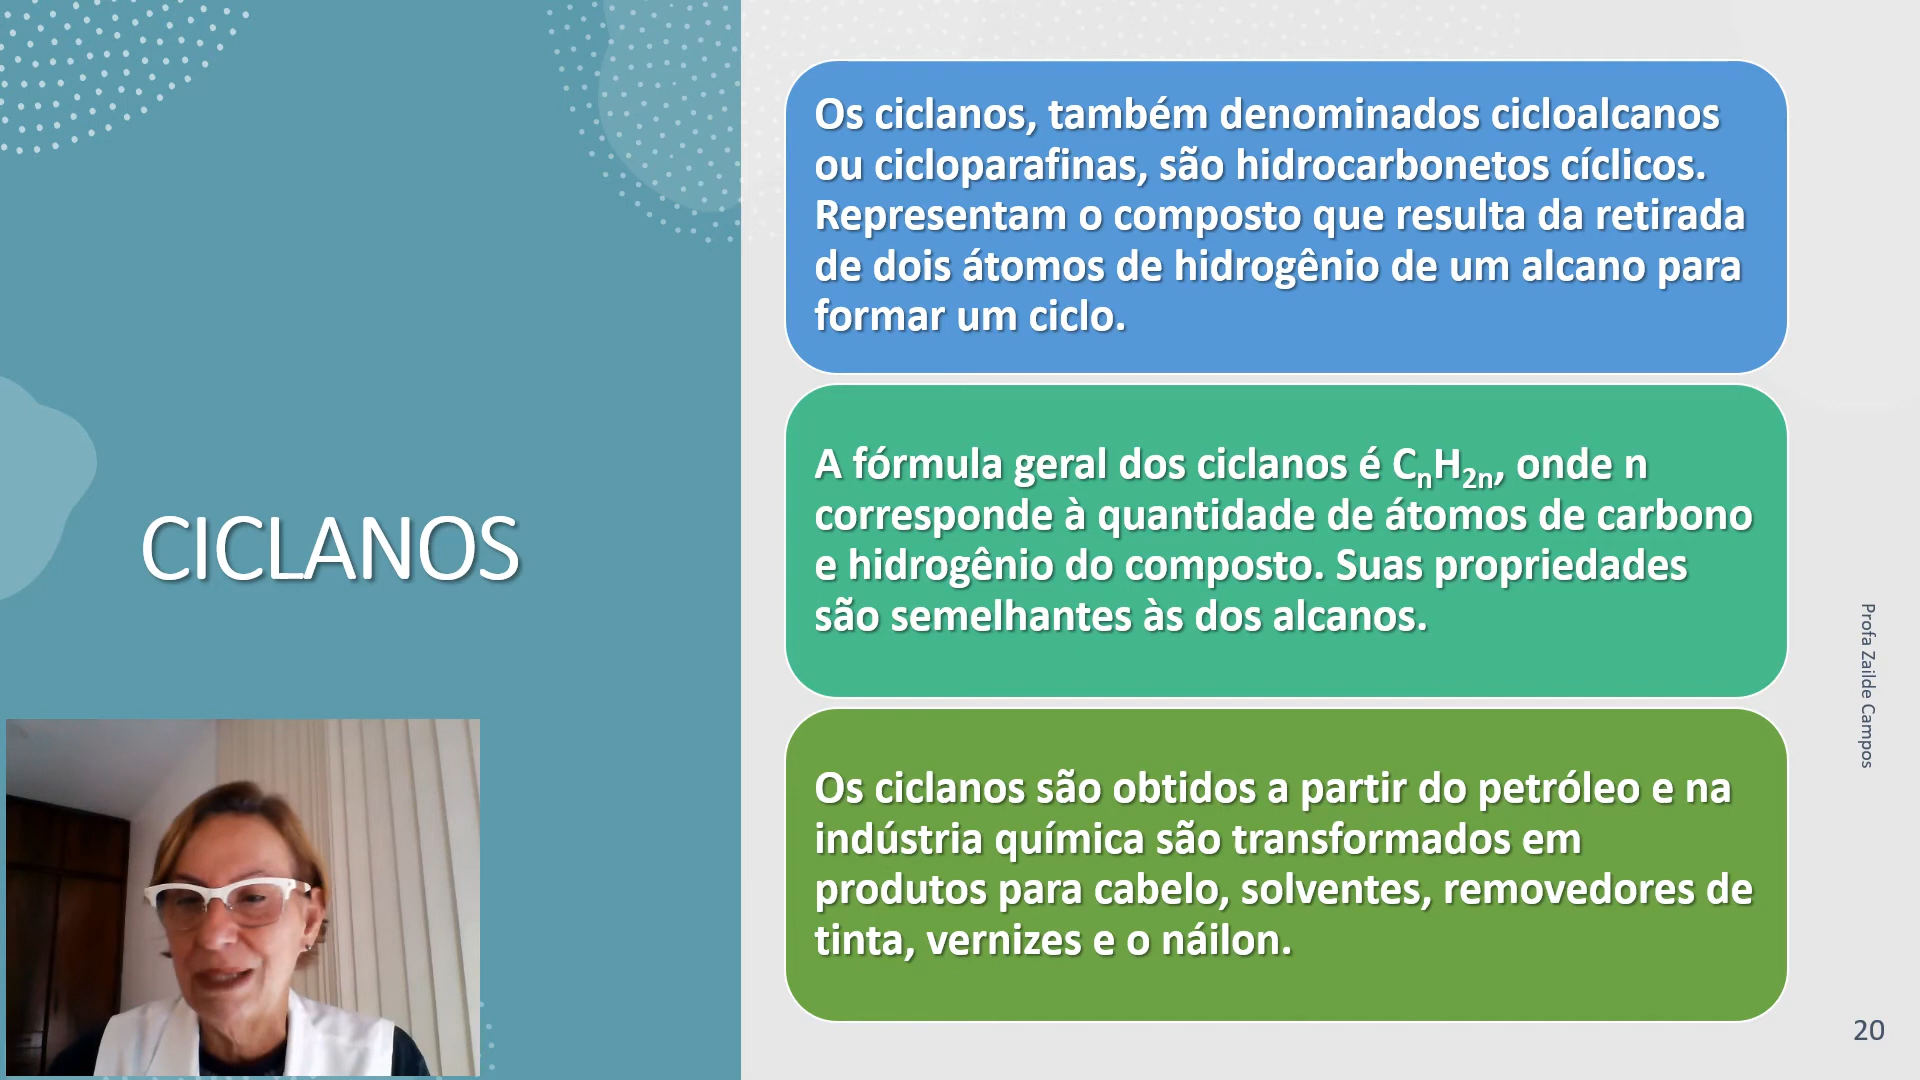 CICLANOS
Os ciclanos, também denominados cicloalcanos
ou cicloparafinas, são hidrocarbonetos cíclicos.
Representam o composto que resulta da retirada
de dois átomos de hidrogênio de um alcano para
formar um ciclo.
A fórmula geral dos ciclanos é CnH2n, onde n
corresponde à quantidade de átomos de carbono
e hidrogênio do composto. Suas propriedades
são semelhantes às dos alcanos.
Os ciclanos são obtidos a partir do petróleo e na
indústria química são transformados em
produtos para cabelo, solventes, removedores de
tinta, vernizes e o náilon.
Profa Zailde Campos
20